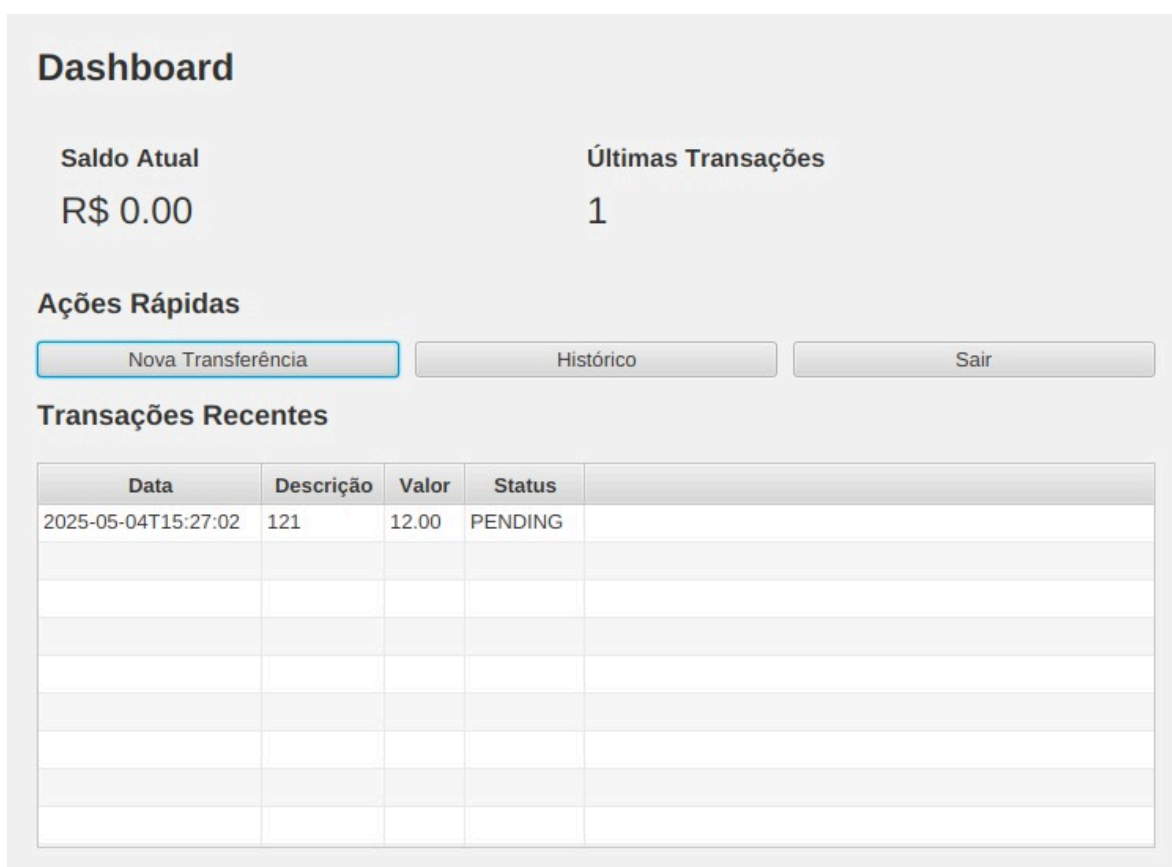 Dashboard
Saldo Atual Últimas Transações
R$ 0.00 1
Ações Rápidas
Nova Transferência Histórico Sair
Transações Recentes
Data Descrição Valor Status
2025-05-04T15:27:02 121 12.00 PENDING